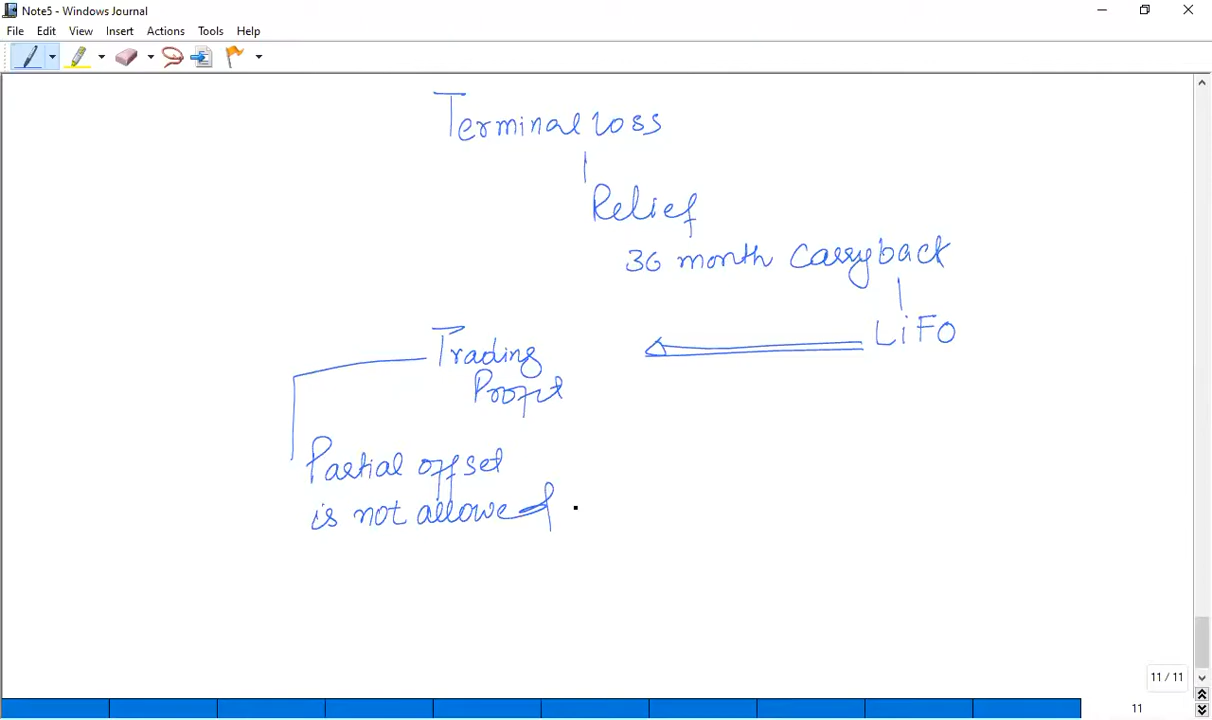 Note5 - Windows Journal
File Edit View Insert Actions Tools Help
Terminal loss
Relief
36 month Carryback
LiFO
Trading
Profit
Partial offset
is not allowed
11 / 11
11